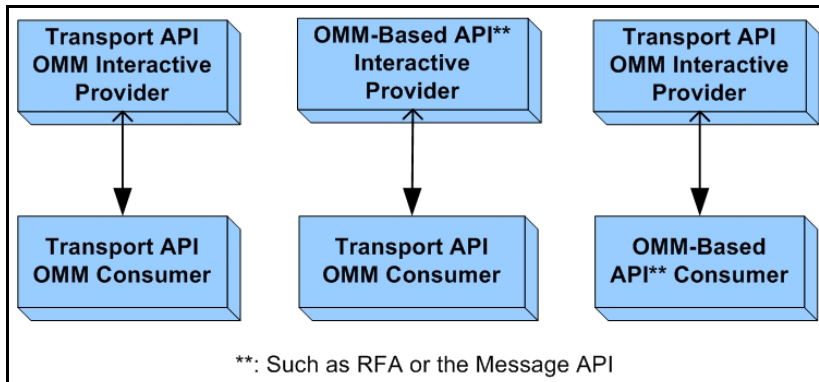 Transport API
OMM Interactive
Provider
OMM-Based API**
Interactive
Provider
Transport API
OMM Interactive
Provider
Transport API
OMM Consumer
Transport API
OMM Consumer
OMM-Based
API** Consumer
**: Such as RFA or the Message API